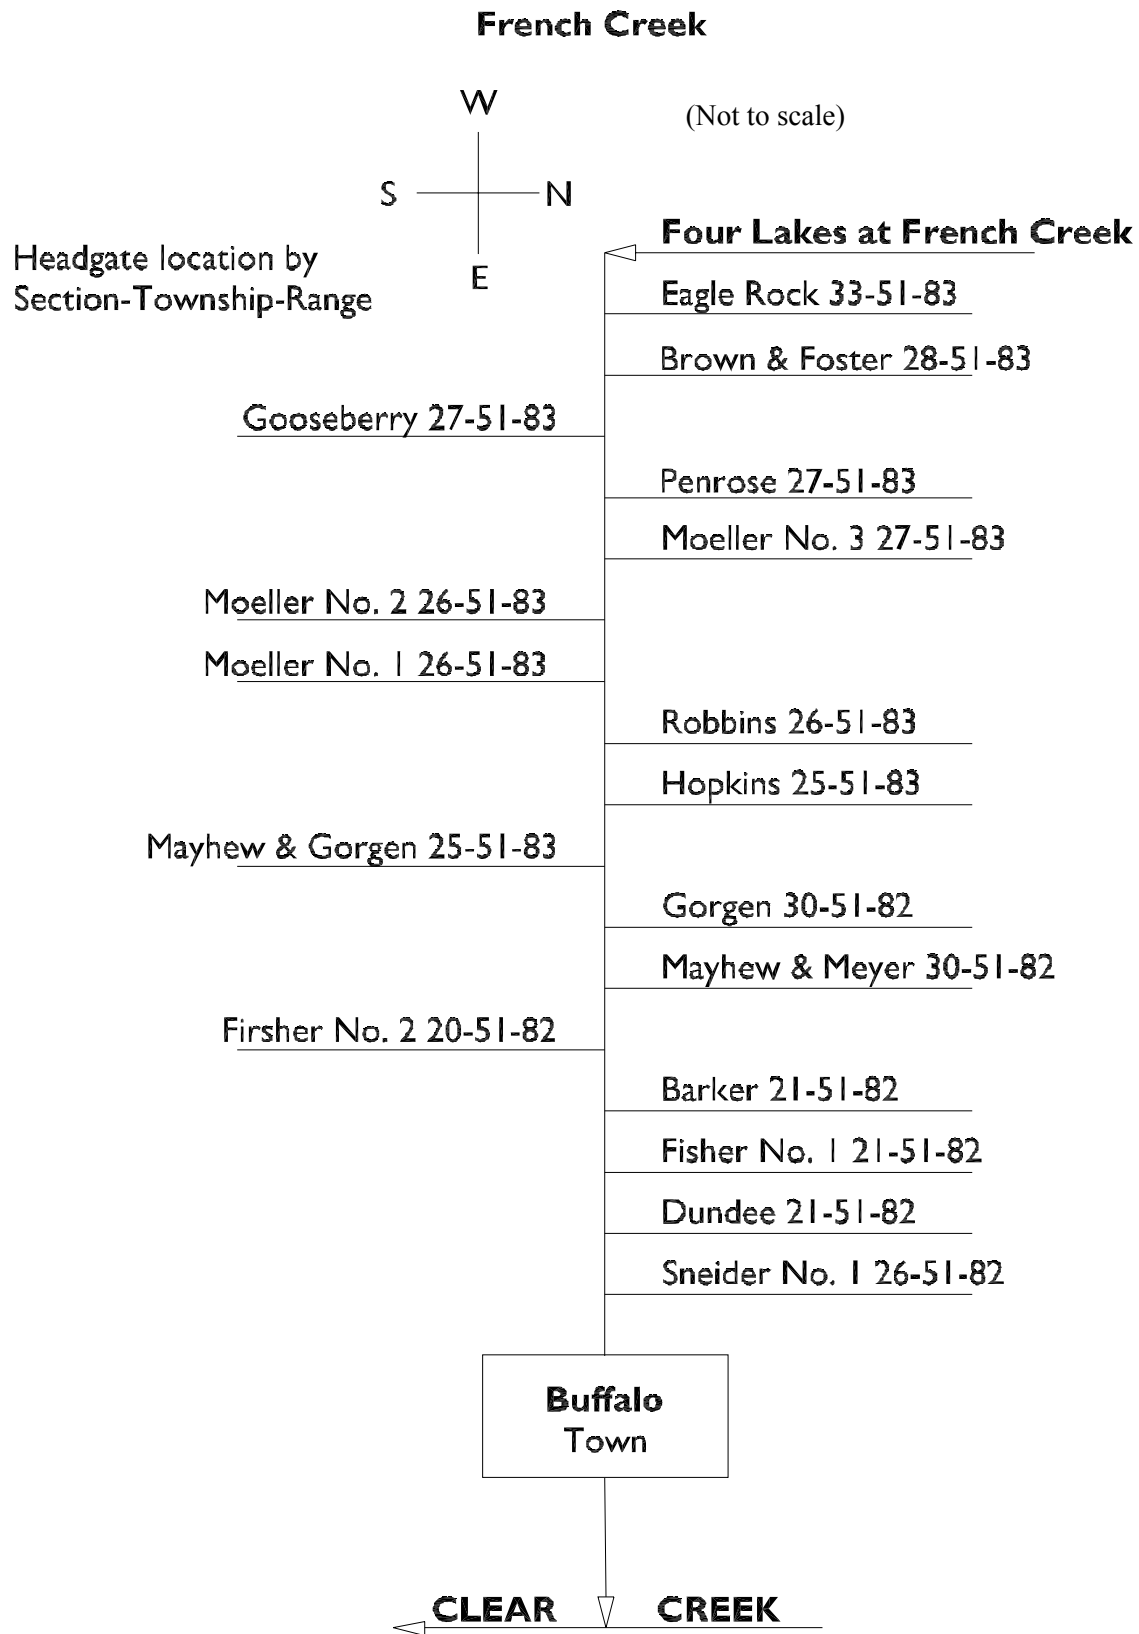 French Creek
W
(Not to scale)
S
N
E
Headgate location by
Section-Township-Range
Four Lakes at French Creek
Eagle Rock 33-51-83
Brown & Foster 28-51-83
Gooseberry 27-51-83
Penrose 27-51-83
Moeller No. 3 27-51-83
Moeller No. 2 26-51-83
Moeller No. 1 26-51-83
Robbins 26-51-83
Hopkins 25-51-83
Mayhew & Gorgen 25-51-83
Gorgen 30-51-82
Mayhew & Meyer 30-51-82
Firsher No. 2 20-51-82
Barker 21-51-82
Fisher No. 1 21-51-82
Dundee 21-51-82
Sneider No. 1 26-51-82
Buffalo
Town
CLEAR CREEK